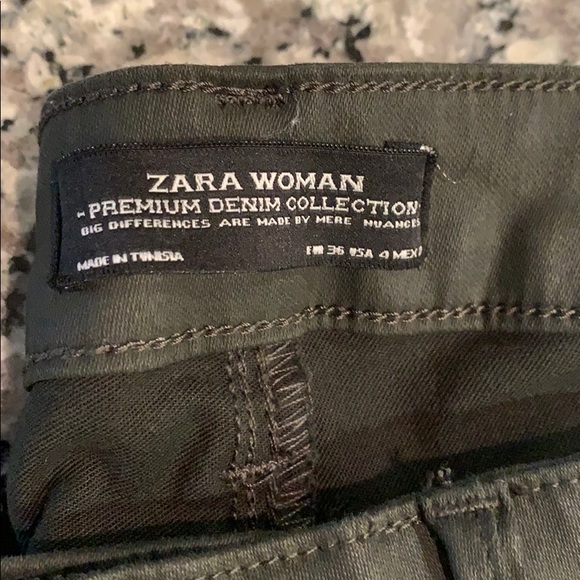 ZARA WOMAN
- PREMIUM DENIM COLLECTION
BIG DIFFERENCES ARE MADE BY MERE NUANCES
MADE IN TUNISIA EUR 36 USA 4 MEX